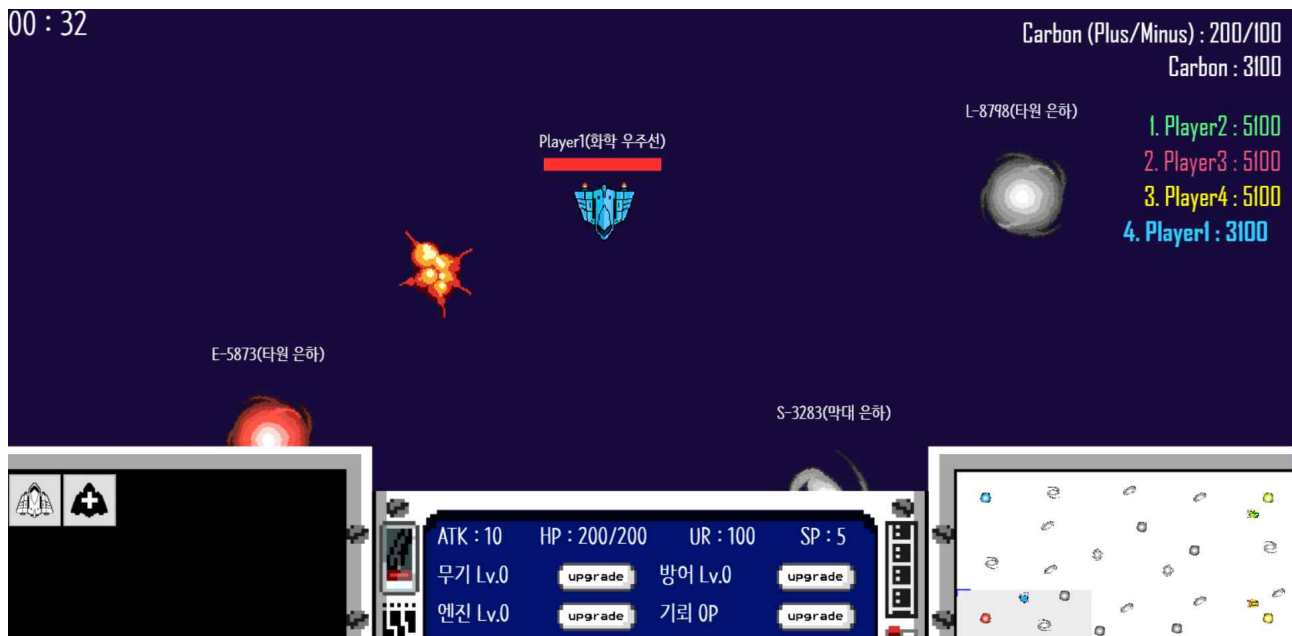 00 : 32
Carbon (Plus/Minus) : 200/100
Carbon : 3100
L-8798(타원 은하)
1. Player2 : 5100
2. Player3 : 5100
3. Player4 : 5100
4. Player1 : 3100
Player1(화학 우주선)
E-5873(타원 은하)
S-3283(막대 은하)
ATK : 10 HP : 200/200 UR : 100 SP : 5
무기 Lv.0 upgrade 방어 Lv.0 upgrade
엔진 Lv.0 upgrade 기뢰 0P upgrade